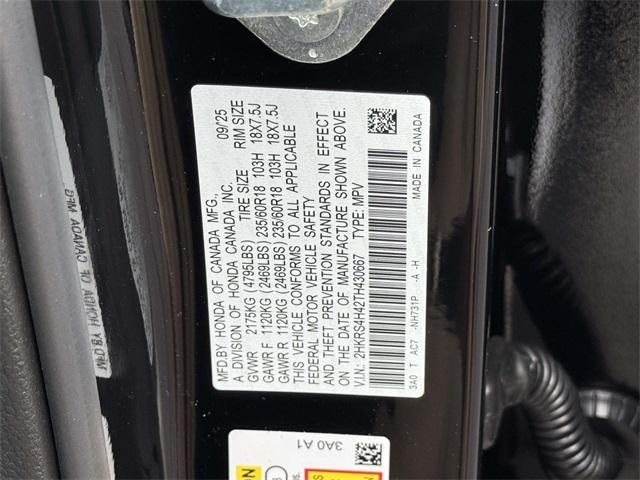 MFD.BY HONDA OF CANADA MFG., 09/25
A DIVISION OF HONDA CANADA INC.
GVWR 2175KG (4795LBS) TIRE SIZE RIM SIZE
GAWR F 1120KG (2469LBS) 235/60R18 103H 18X7.5J
GAWR R 1120KG (2469LBS) 235/60R18 103H 18X7.5J
THIS VEHICLE CONFORMS TO ALL APPLICABLE
FEDERAL MOTOR VEHICLE SAFETY
AND THEFT PREVENTION STANDARDS IN EFFECT
ON THE DATE OF MANUFACTURE SHOWN ABOVE.
V.I.N.: 2HKRS4H42TH430667 TYPE: MPV
3A0 T AC7 -NH731P -A -H MADE IN CANADA
3A0 A1